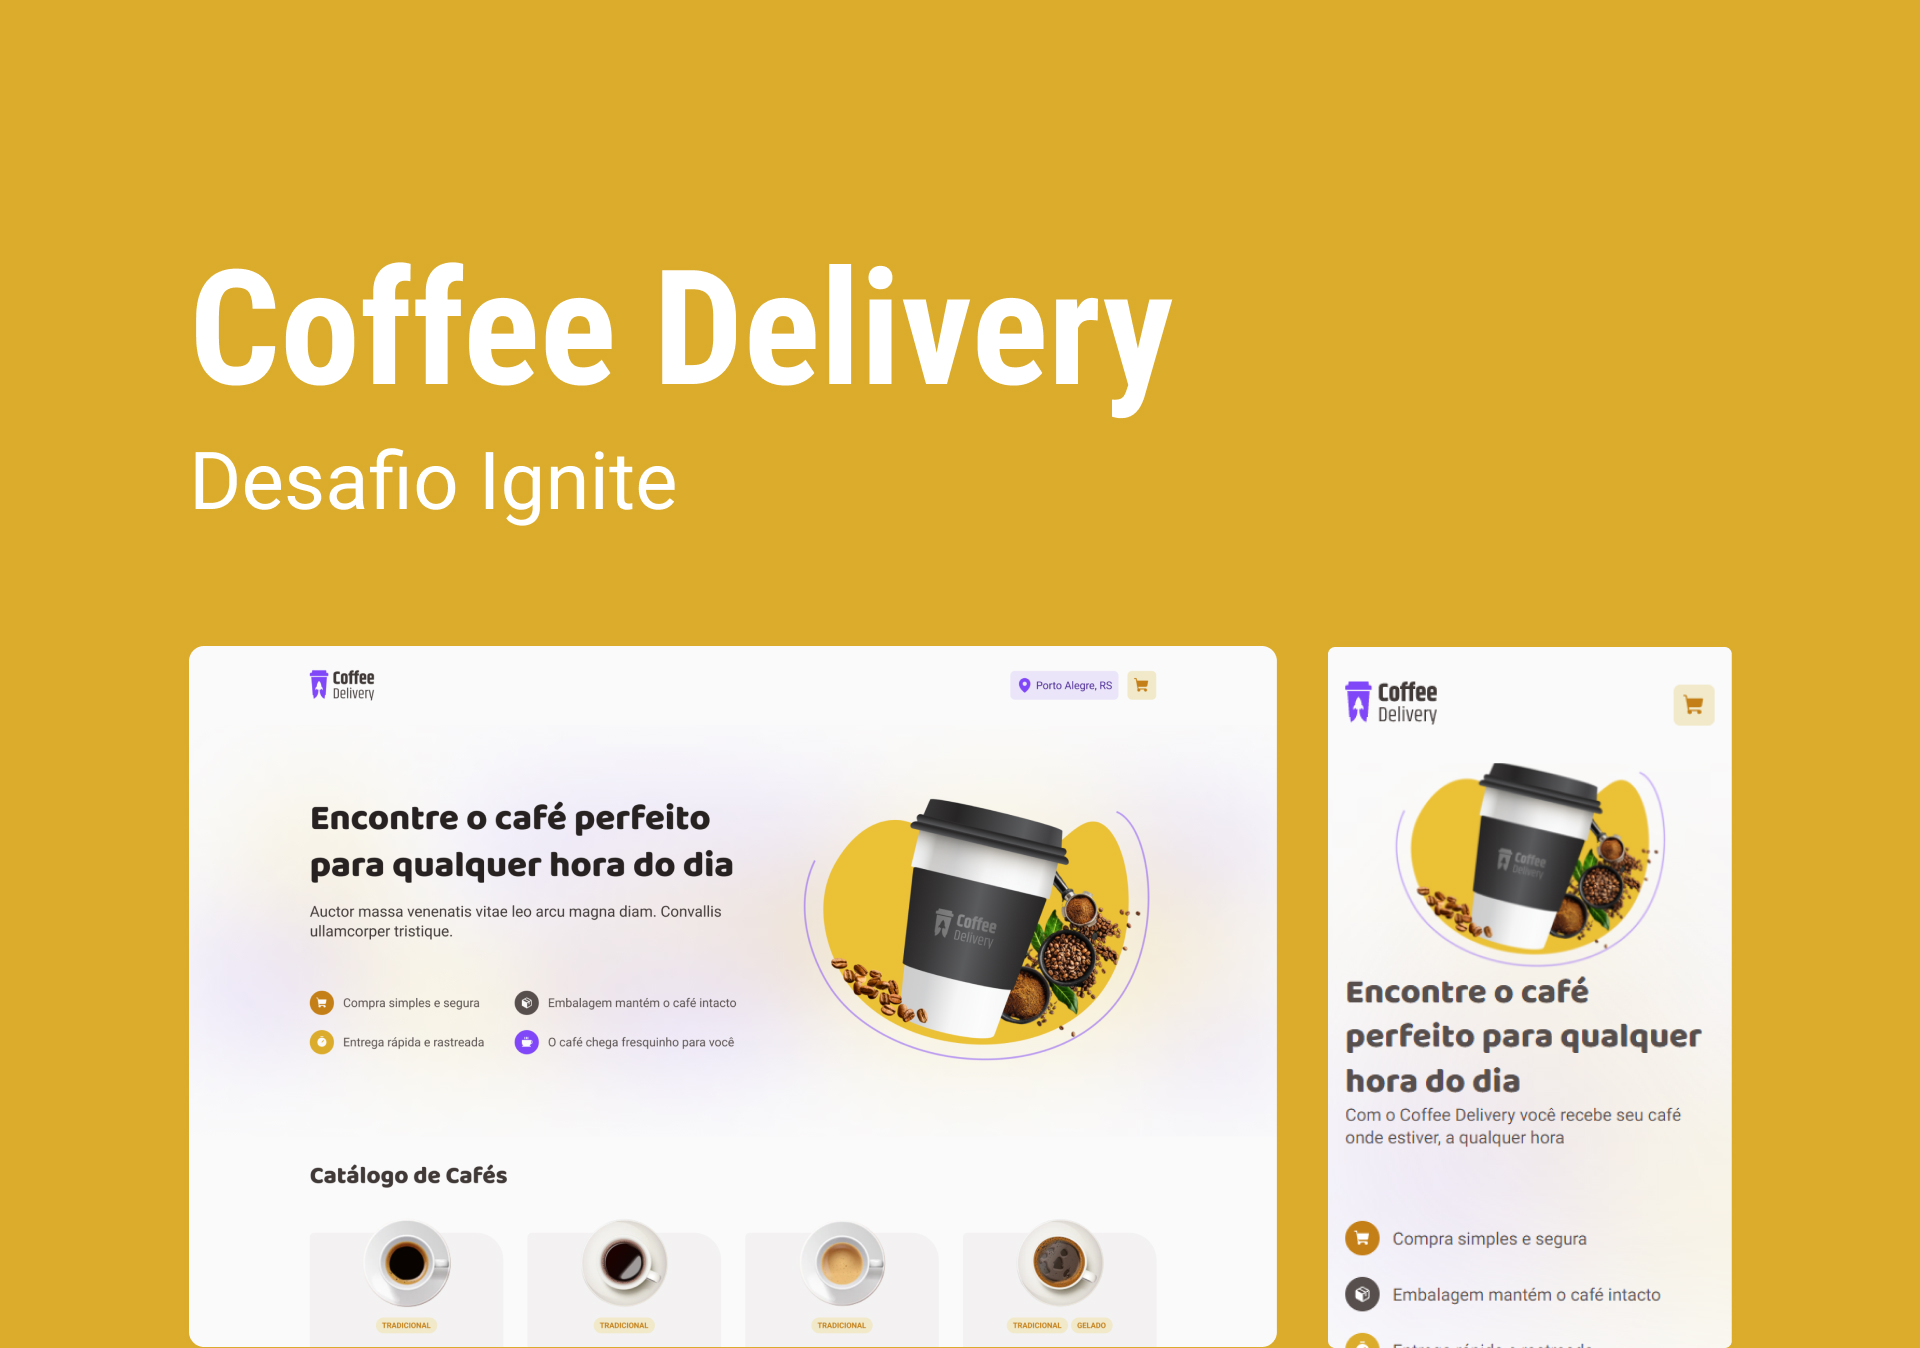 Coffee Delivery
Desafio Ignite
Coffee
Delivery
Porto Alegre, RS
Encontre o café perfeito
para qualquer hora do dia
Auctor massa venenatis vitae leo arcu magna diam. Convallis
ullamcorper tristique.
Compra simples e segura
Embalagem mantém o café intacto
Entrega rápida e rastreada
O café chega fresquinho para você
Coffee
Delivery
Catálogo de Cafés
TRADICIONAL
TRADICIONAL
TRADICIONAL
TRADICIONAL GELADO
Coffee
Delivery
Coffee
Delivery
Encontre o café
perfeito para qualquer
hora do dia
Com o Coffee Delivery você recebe seu café
onde estiver, a qualquer hora
Compra simples e segura
Embalagem mantém o café intacto